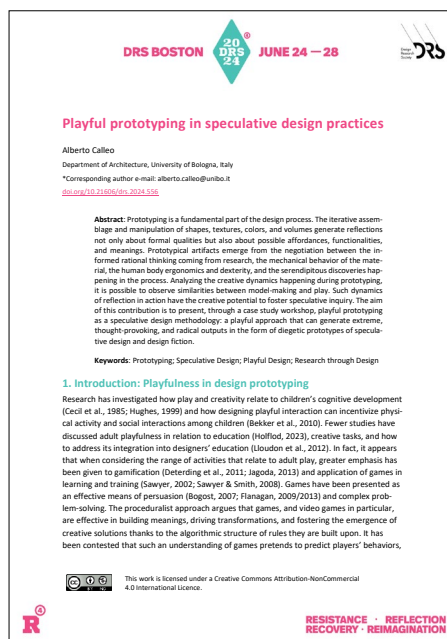 DRS BOSTON
20
DRS
24
JUNE 24 — 28
Design
Research
Society
DRS
Playful prototyping in speculative design practices
Alberto Calleo
Department of Architecture, University of Bologna, Italy
*Corresponding author e-mail: alberto.calleo@unibo.it
doi.org/10.21606/drs.2024.556
Abstract: Prototyping is a fundamental part of the design process. The iterative assem-
blage and manipulation of shapes, textures, colors, and volumes generate reflections
not only about formal qualities but also about possible affordances, functionalities,
and meanings. Prototypical artifacts emerge from the negotiation between the in-
formed rational thinking coming from research, the mechanical behavior of the mate-
rial, the human body ergonomics and dexterity, and the serendipitous discoveries hap-
pening in the process. Analyzing the creative dynamics happening during prototyping,
it is possible to observe similarities between model-making and play. Such dynamics
of reflection in action have the creative potential to foster speculative inquiry. The aim
of this contribution is to present, through a case study workshop, playful prototyping
as a speculative design methodology: a playful approach that can generate extreme,
thought-provoking, and radical outputs in the form of diegetic prototypes of specula-
tive design and design fiction.
Keywords: Prototyping; Speculative Design; Playful Design; Research through Design
1. Introduction: Playfulness in design prototyping
Research has investigated how play and creativity relate to children's cognitive development
(Cecil et al., 1985; Hughes, 1999) and how designing playful interaction can incentivize physi-
cal activity and social interactions among children (Bekker et al., 2010). Fewer studies have
discussed adult playfulness in relation to education (Holflod, 2023), creative tasks, and how
to address its integration into designers' education (Lloudon et al., 2012). In fact, it appears
that when considering the range of activities that relate to adult play, greater emphasis has
been given to gamification (Deterding et al., 2011; Jagoda, 2013) and application of games in
learning and training (Sawyer, 2002; Sawyer & Smith, 2008). Games have been presented as
an effective means of persuasion (Bogost, 2007; Flanagan, 2009/2013) and complex prob-
lem-solving. The proceduralist approach argues that games, and video games in particular,
are effective in building meanings, driving transformations, and fostering the emergence of
creative solutions thanks to the algorithmic structure of rules they are built upon. It has
been contested that such an understanding of games pretends to predict players' behaviors,
cc
BY NC
This work is licensed under a Creative Commons Attribution-NonCommercial
4.0 International Licence.
R4
RESISTANCE · REFLECTION
RECOVERY · REIMAGINATION